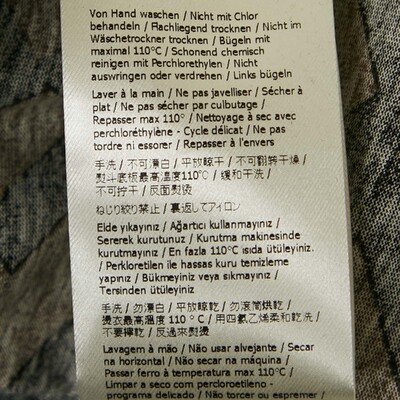 Von Hand waschen / Nicht mit Chlor
behandeln / Flachliegend trocknen / Nicht im
Wäschetrockner trocknen / Bügeln mit
maximal 110°C / Schonend chemisch
reinigen mit Perchlorethylen / Nicht
auswringen oder verdrehen / Links bügeln
Laver à la main / Ne pas javelliser / Sécher à
plat / Ne pas sécher par culbutage /
Repasser max 110° / Nettoyage à sec avec
perchloréthylène - Cycle délicat / Ne pas
tordre ni essorer / Repasser à l'envers
手洗 / 不可漂白 / 平放晾干 / 不可翻转干燥 /
熨斗底板最高温度110℃ / 缓和干洗 /
不可拧干 / 反面熨烫
ねじり絞り禁止 / 裏返してアイロン
Elde yıkayınız / Ağartıcı kullanmayınız /
Sererek kurutunuz / Kurutma makinesinde
kurutmayınız / En fazla 110°C ısıda ütüleyiniz.
/ Perkloretilen ile hassas kuru temizleme
yapınız / Bükmeyiniz veya sıkmayınız /
Tersinden ütüleyiniz
手洗 / 勿漂白 / 平放晾乾 / 勿滾筒烘乾 /
燙衣最高溫度 110 °C / 用四氯乙烯柔和乾洗 /
不要擰乾 / 反過來熨燙
Lavagem à mão / Não usar alvejante / Secar
na horizontal / Não secar na máquina /
Passar ferro à temperatura max 110°C /
Limpar a seco com percloroetileno -
programa delicado / Não torcer ou espremer /